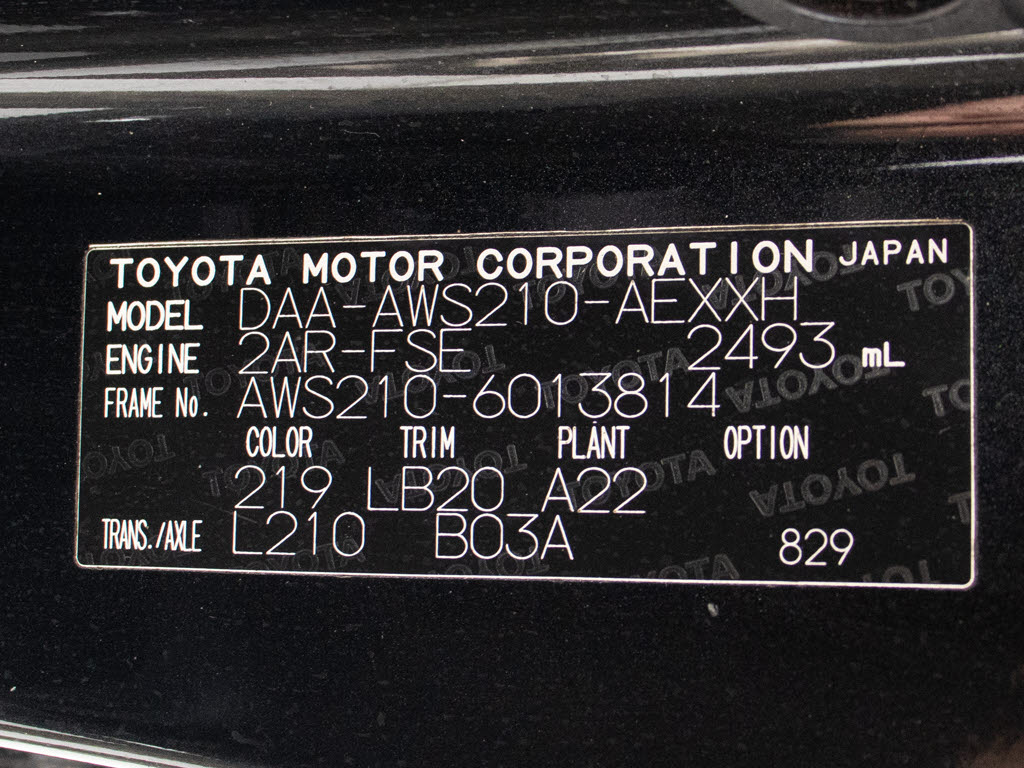 TOYOTA MOTOR CORPORATION JAPAN
MODEL DAA-AWS210-AEXXH
ENGINE 2AR-FSE 2493 mL
FRAME No. AWS210-6013814
COLOR TRIM PLANT OPTION
219 LB20 A22
TRANS./AXLE L210 B03A 829